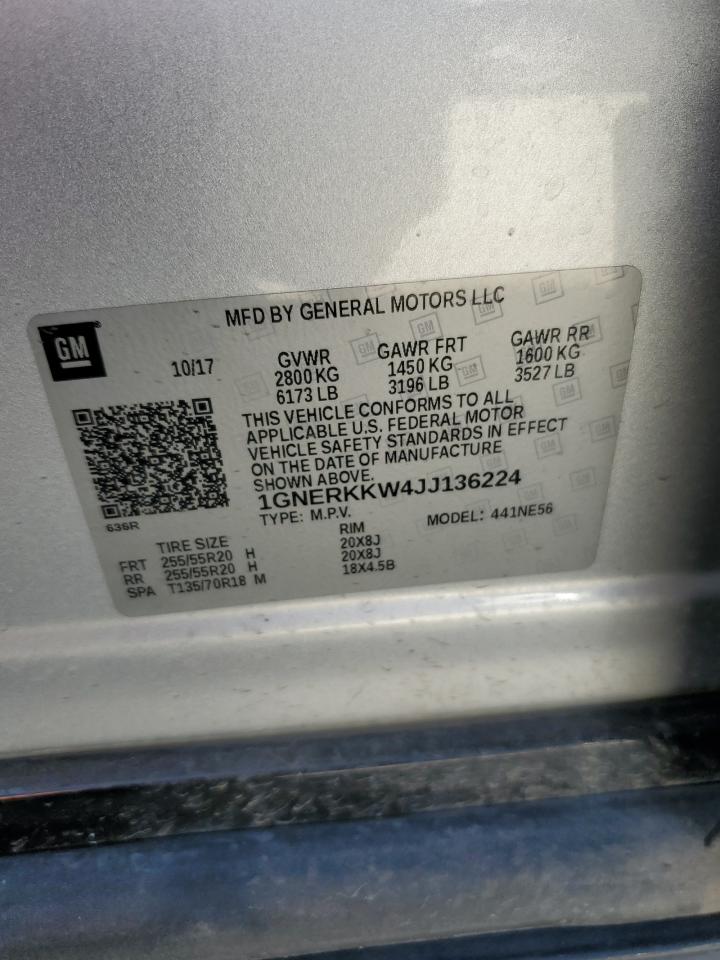 MFD BY GENERAL MOTORS LLC
GM
10/17
GVWR GAWR FRT GAWR RR
2800 KG 1450 KG 1600 KG
6173 LB 3196 LB 3527 LB
THIS VEHICLE CONFORMS TO ALL
APPLICABLE U.S. FEDERAL MOTOR
VEHICLE SAFETY STANDARDS IN EFFECT
ON THE DATE OF MANUFACTURE
SHOWN ABOVE.
1GNERKKW4JJ136224
TYPE: M.P.V. MODEL: 441NE56
636R
TIRE SIZE RIM
FRT 255/55R20 H 20X8J
RR 255/55R20 H 20X8J
SPA T135/70R18 M 18X4.5B